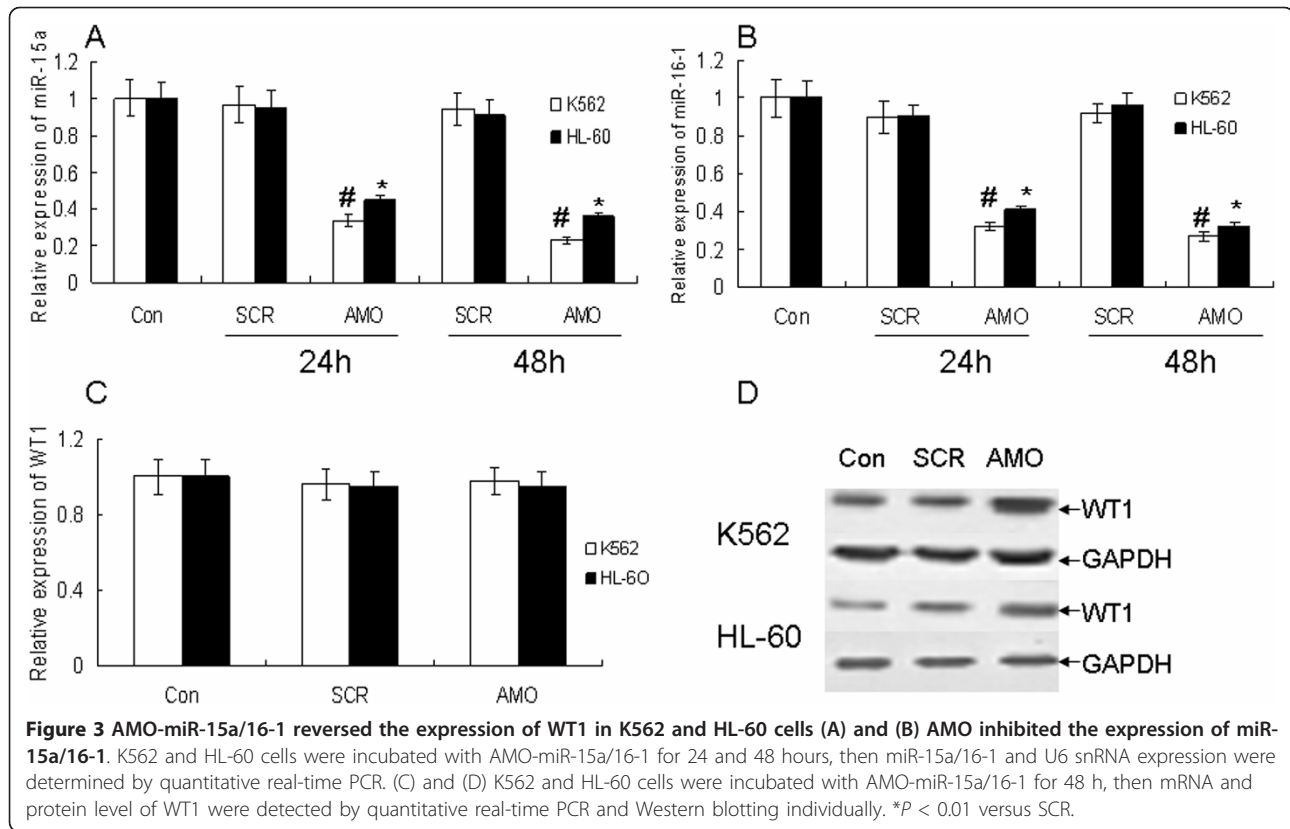 A
Relative expression of miR-15a
1.2
1
0.8
0.6
0.4
0.2
0
K562
HL-60
#
*
#
*
Con
SCR
AMO
SCR
AMO
24h
48h
B
Relative expression of miR-16-1
1.2
1
0.8
0.6
0.4
0.2
0
K562
HL-60
#
*
#
*
Con
SCR
AMO
SCR
AMO
24h
48h
C
Relative expression of WT1
1.2
0.8
0.4
0
K562
HL-6O
Con
SCR
AMO
D
Con SCR AMO
K562
WT1
GAPDH
HL-60
WT1
GAPDH
Figure 3 AMO-miR-15a/16-1 reversed the expression of WT1 in K562 and HL-60 cells (A) and (B) AMO inhibited the expression of miR-
15a/16-1. K562 and HL-60 cells were incubated with AMO-miR-15a/16-1 for 24 and 48 hours, then miR-15a/16-1 and U6 snRNA expression were
determined by quantitative real-time PCR. (C) and (D) K562 and HL-60 cells were incubated with AMO-miR-15a/16-1 for 48 h, then mRNA and
protein level of WT1 were detected by quantitative real-time PCR and Western blotting individually. *P < 0.01 versus SCR.